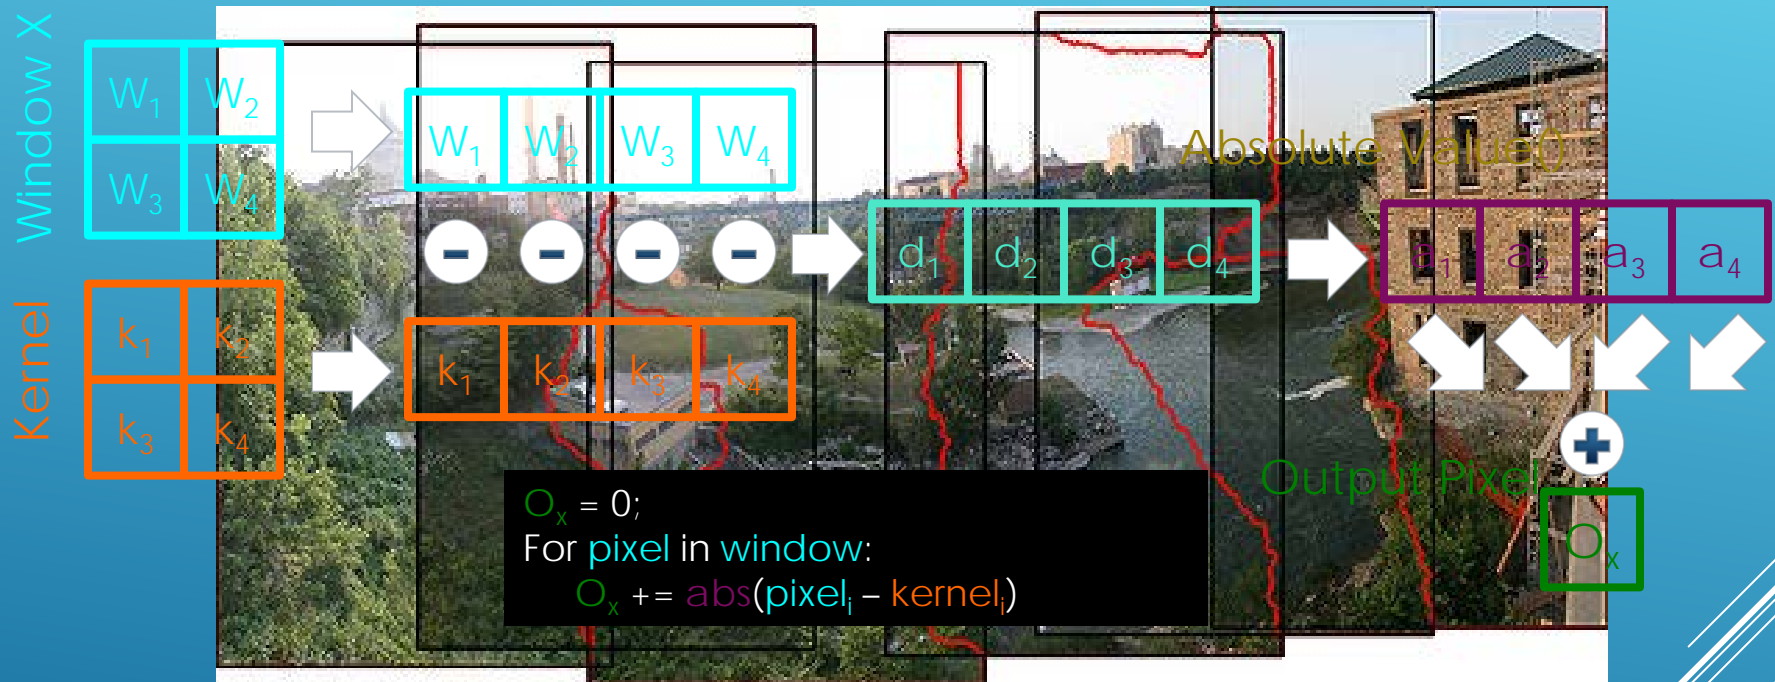 Window X
W1 W2
W3 W4
W1 W2 W3 W4
Absolute Value()
- - - -
d1 d2 d3 d4
a1 a2 a3 a4
Kernel
k1 k2
k3 k4
k1 k2 k3 k4
+
Output Pixel
Ox
Ox = 0;
For pixel in window:
Ox += abs(pixeli – kerneli)